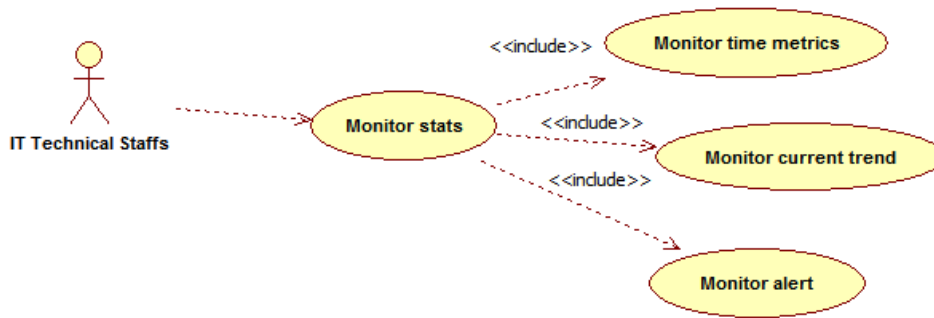 <<include>>
Monitor time metrics
IT Technical Staffs
Monitor stats
<<include>>
Monitor current trend
<<include>>
Monitor alert